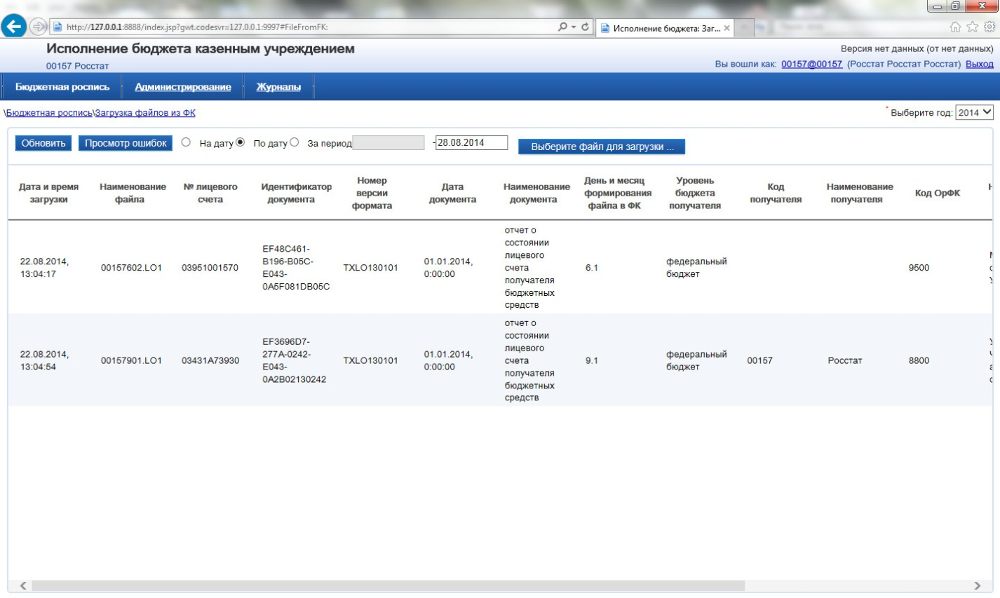 http://127.0.0.1:8888/index.jsp?gwt.codesvr=127.0.0.1:9997#FileFromFK:
Исполнение бюджета: Заг...
Исполнение бюджета казенным учреждением
Версия нет данных (от нет данных)
00157 Росстат
Вы вошли как: 00157@00157 (Росстат Росстат Росстат) Выход
Бюджетная роспись Администрирование Журналы
\Бюджетная роспись\Загрузка файлов из ФК
* Выберите год: 2014
Обновить Просмотр ошибок На дату По дату За период -28.08.2014 Выберите файл для загрузки ...
Дата и время
загрузки
Наименование
файла
№ лицевого
счета
Идентификатор
документа
Номер
версии
формата
Дата
документа
Наименование
документа
День и месяц
формирования
файла в ФК
Уровень
бюджета
получателя
Код
получателя
Наименование
получателя
Код ОрФК
22.08.2014,
13:04:17
00157602.LO1
03951001570
EF48C461-
B196-B05C-
E043-
0A5F081DB05C
TXLO130101
01.01.2014,
0:00:00
отчет о
состоянии
лицевого
счета
получателя
бюджетных
средств
6.1
федеральный
бюджет
9500
22.08.2014,
13:04:54
00157901.LO1
03431A73930
EF3696D7-
277A-0242-
E043-
0A2B02130242
TXLO130101
01.01.2014,
0:00:00
отчет о
состоянии
лицевого
счета
получателя
бюджетных
средств
9.1
федеральный
бюджет
00157
Росстат
8800